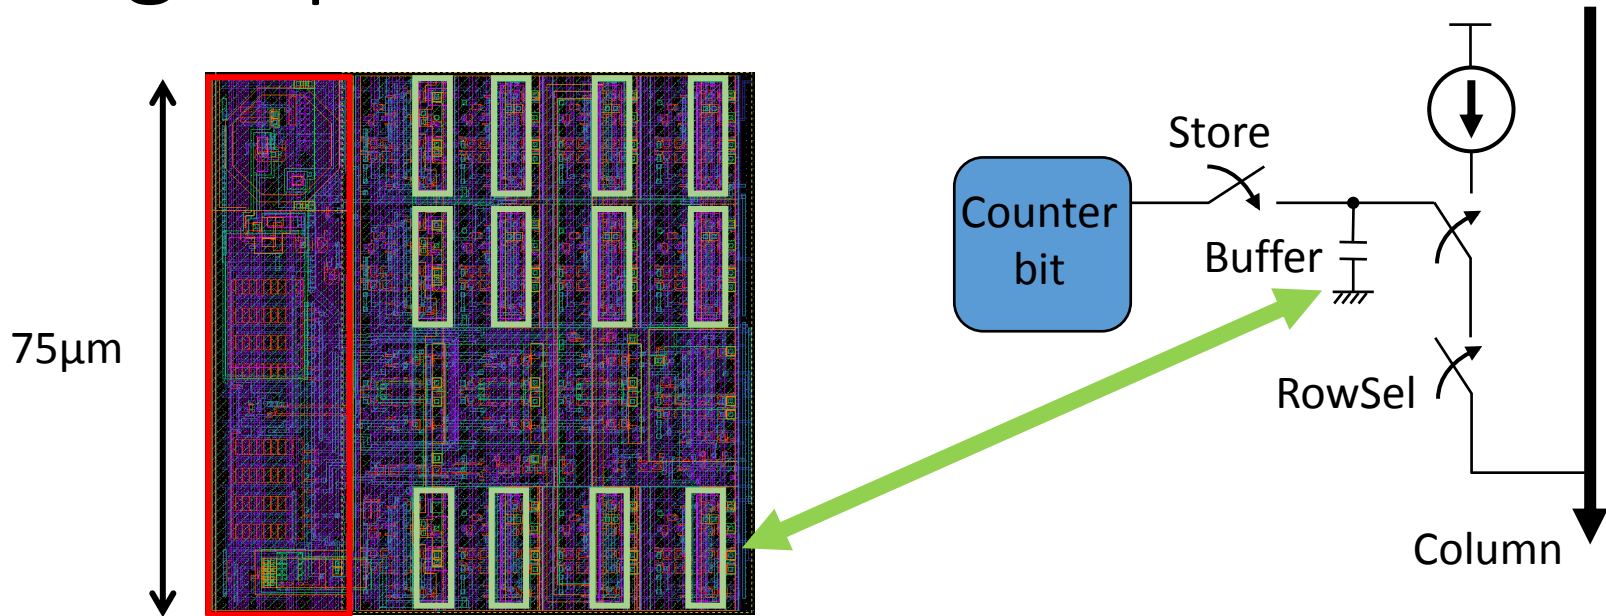 75µm
Store
Counter
bit
Buffer
RowSel
Column